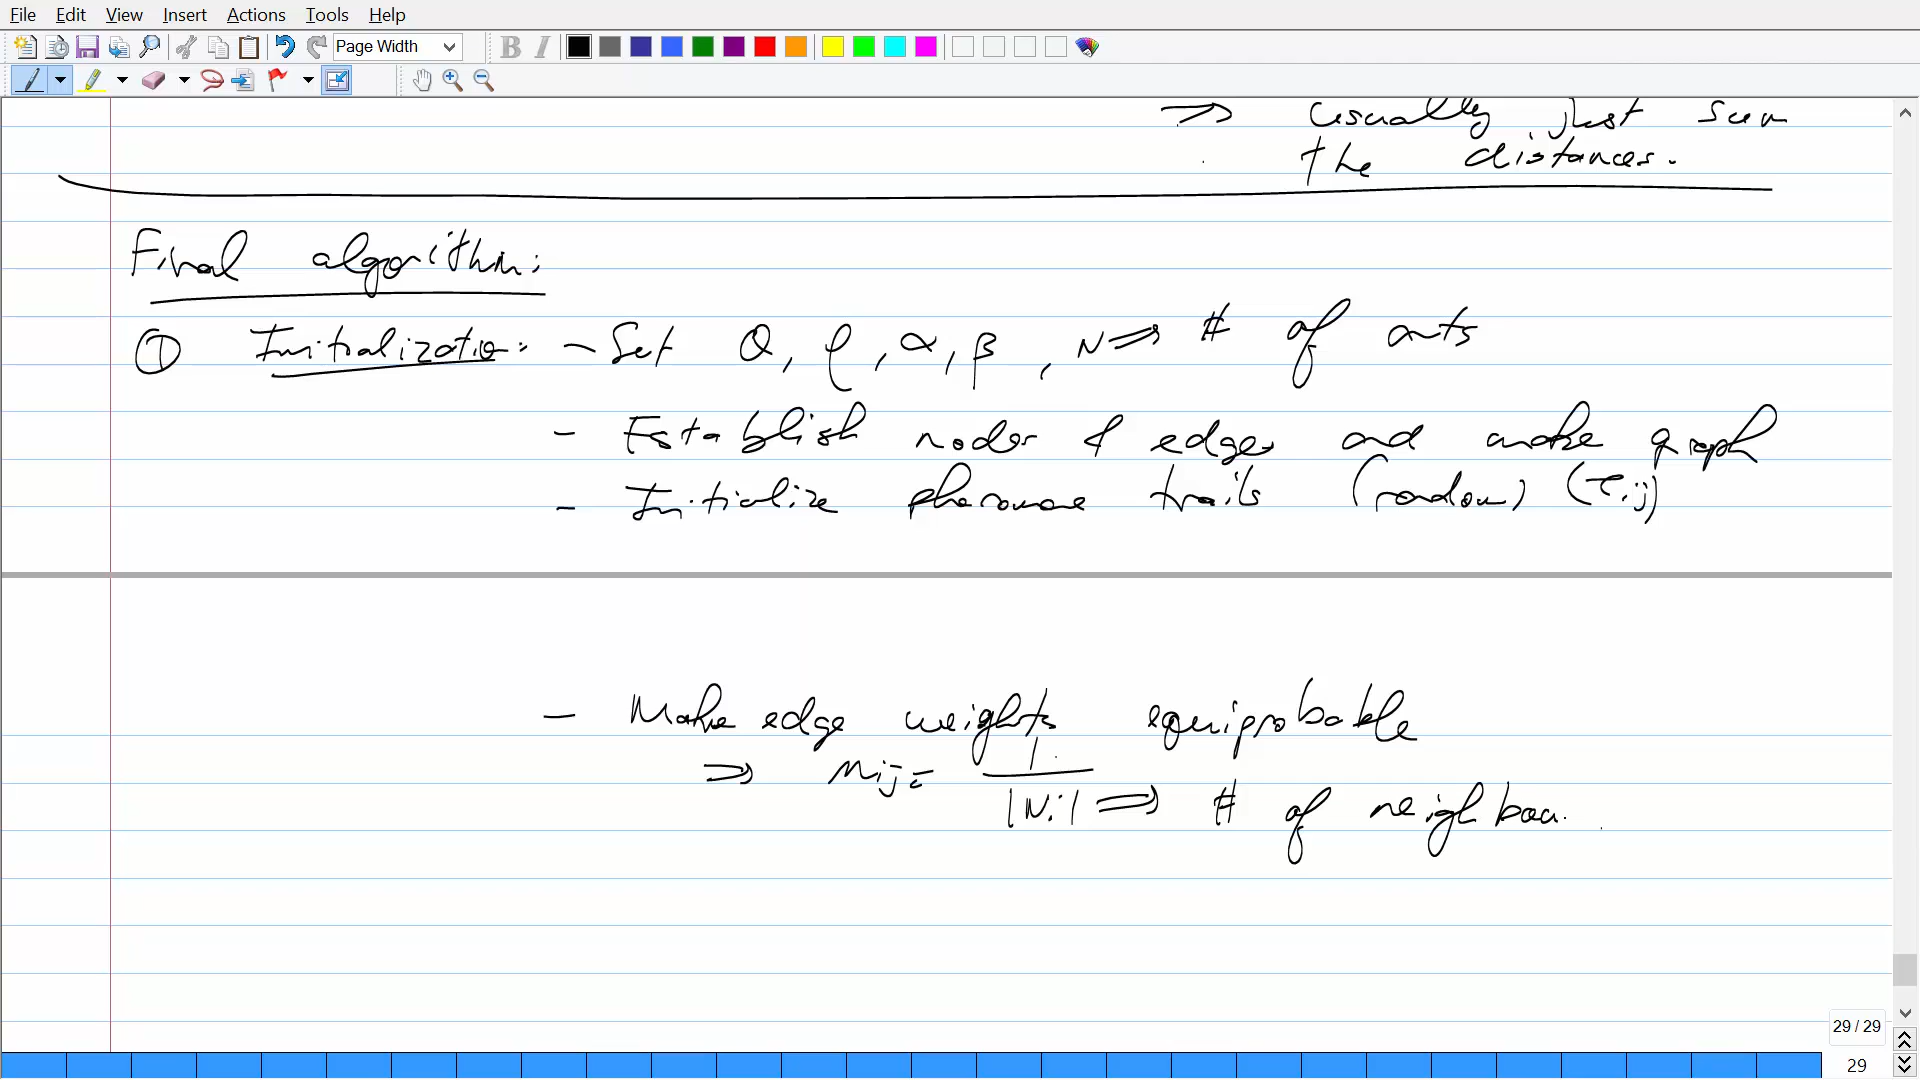 File Edit View Insert Actions Tools Help
Page Width
B I
⇒ usually just sum
the distances.
Final algorithm:
① Initialization: - Set Q, ρ, α, β, N ⇒ # of ants
- Establish nodes & edges and make graph
- Initialize pheromone trails (random) (τij)
- Make edge weights equiprobable
⇒ ηij = 1
|Ni| ⇒ # of neighbou.
29 / 29
29